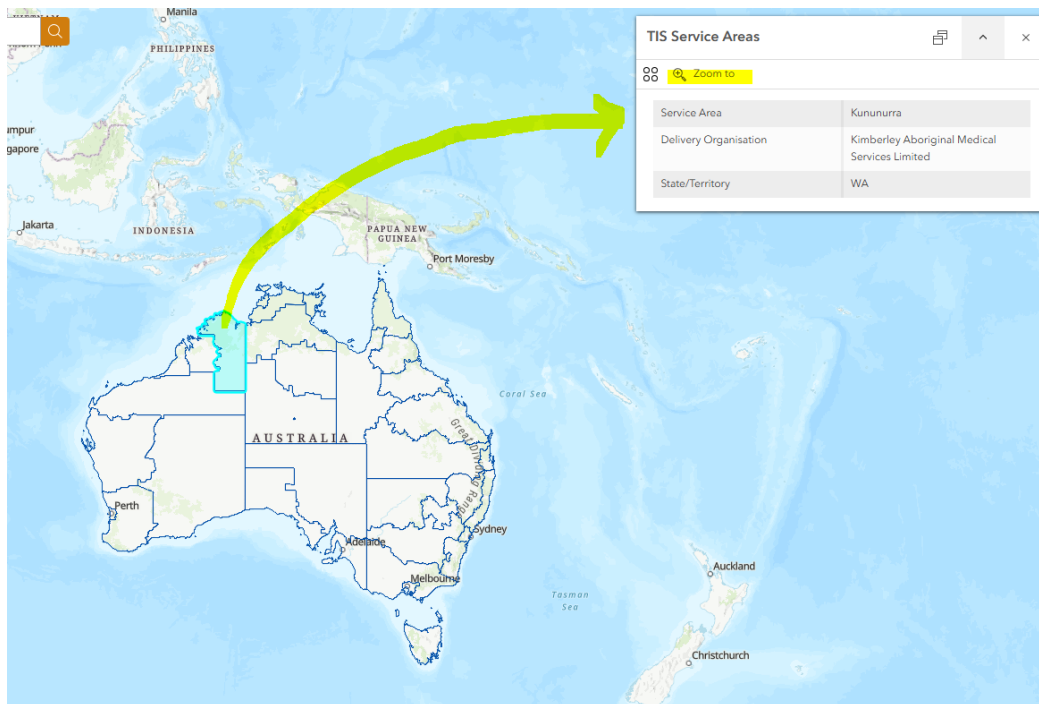 Manila
PHILIPPINES
gapore
Jakarta
INDONESIA
PAPUA NEW
GUINEA
Port Moresby
Coral Sea
AUSTRALIA
Great Dividing Rang
Perth
Adelaide
Sydney
Melbourne
Tasman
Sea
Auckland
Christchurch
TIS Service Areas
Zoom to
Service Area
Kununurra
Delivery Organisation
Kimberley Aboriginal Medical
Services Limited
State/Territory
WA